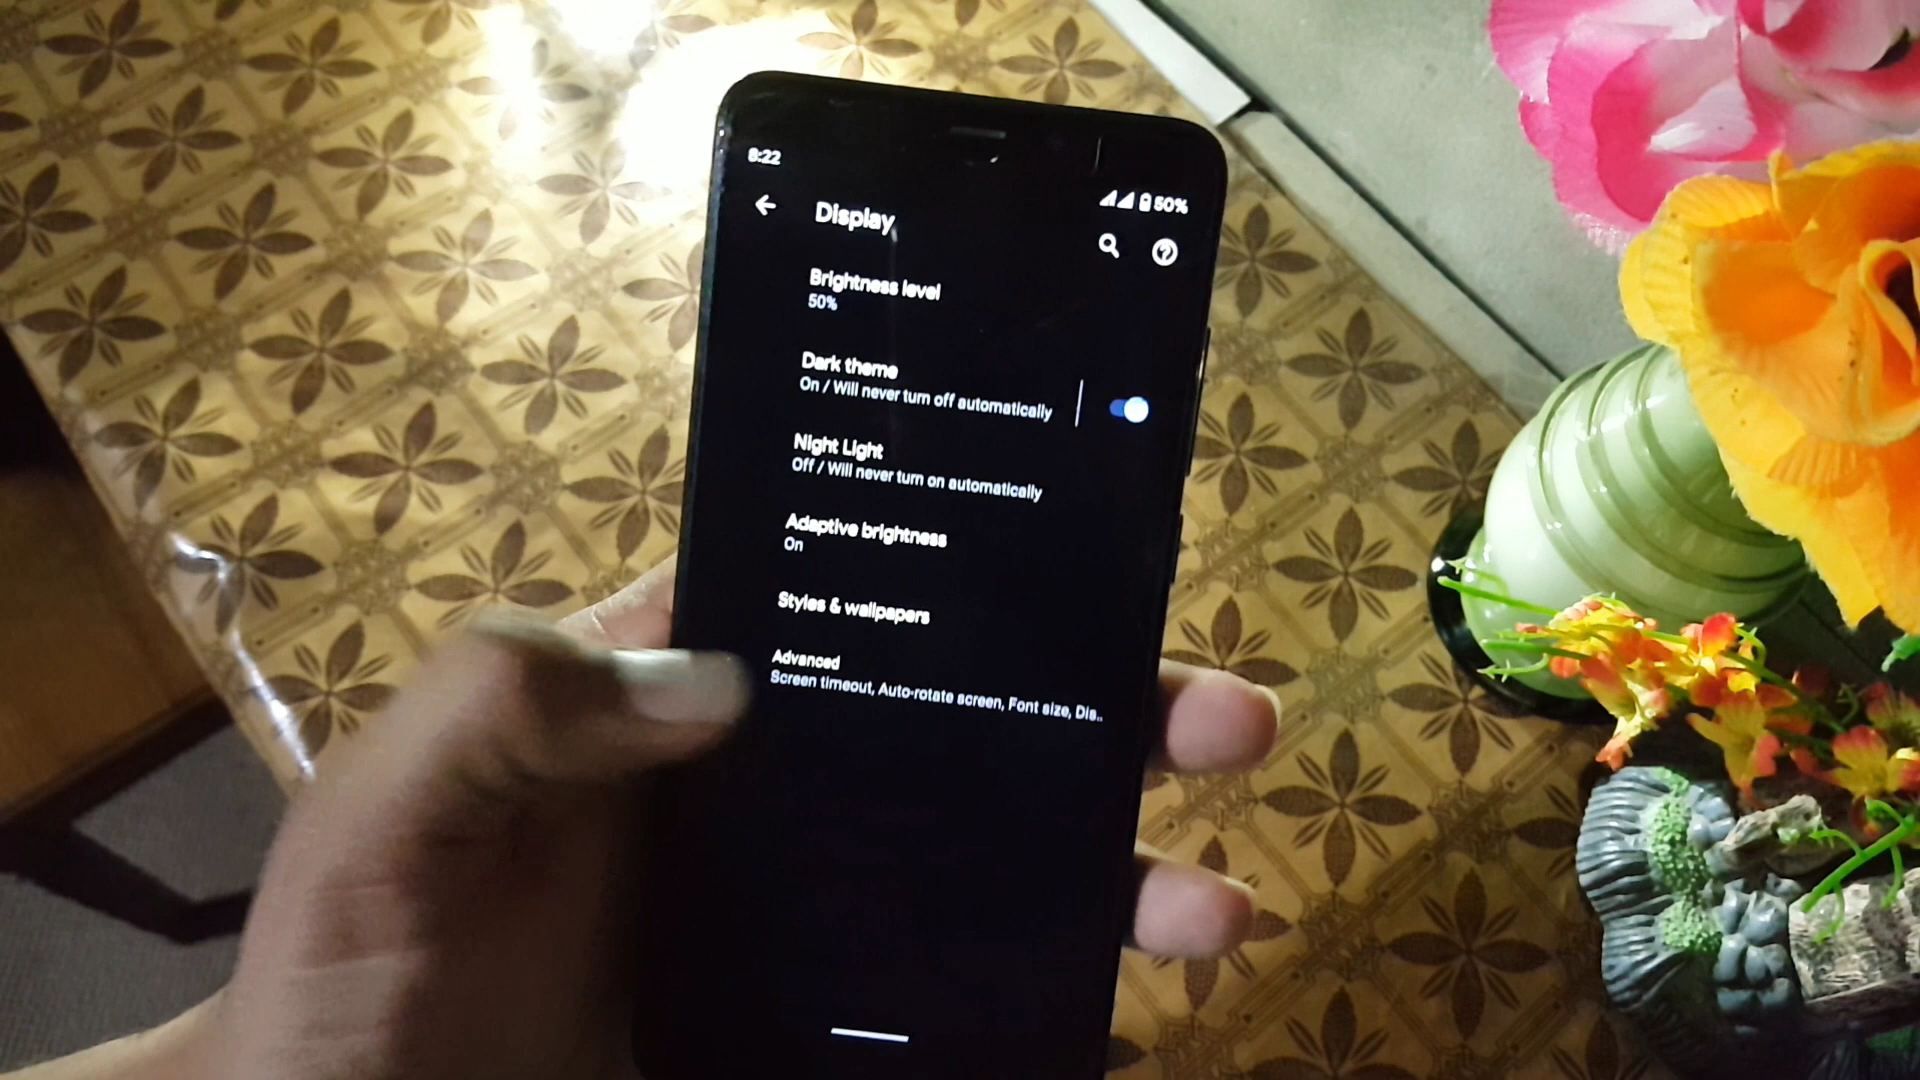 8:22
50%
Display
Brightness level
50%
Dark theme
On / Will never turn off automatically
Night Light
Off / Will never turn on automatically
Adaptive brightness
On
Styles & wallpapers
Advanced
Screen timeout, Auto-rotate screen, Font size, Dis..